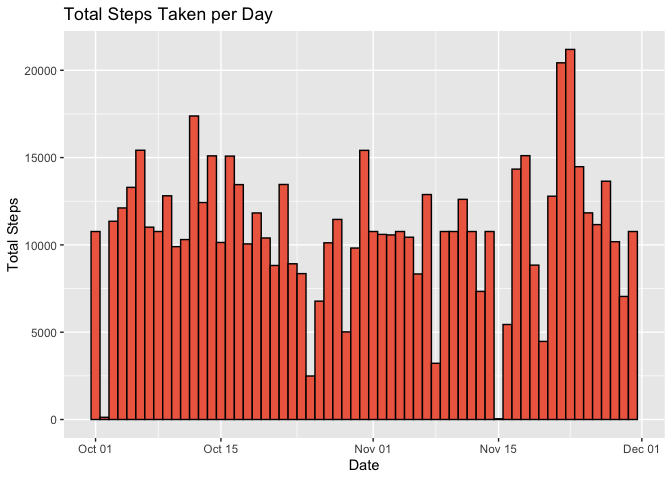 Total Steps Taken per Day
Total Steps
20000
15000
10000
5000
0
Oct 01
Oct 15
Nov 01
Nov 15
Dec 01
Date